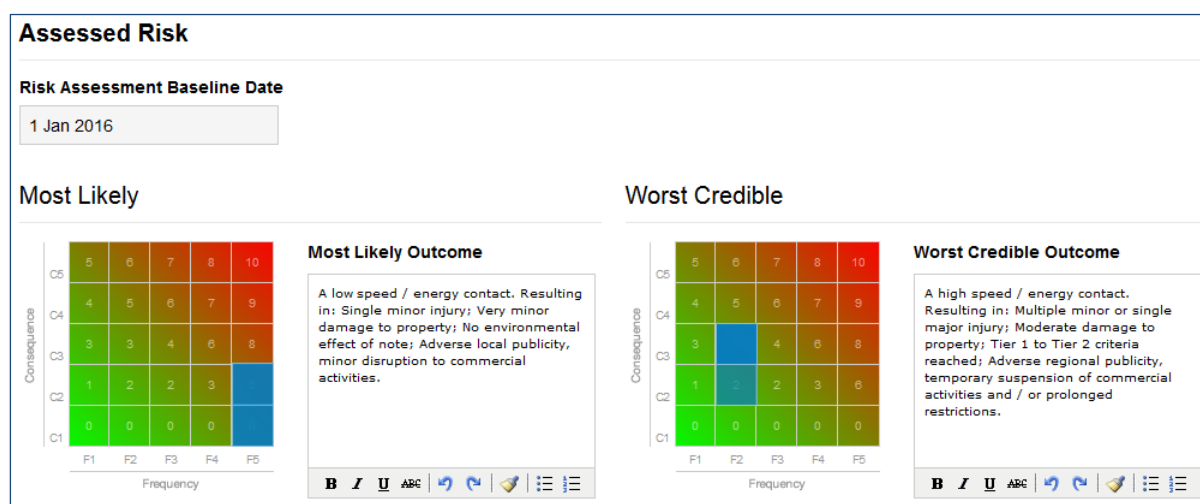 Assessed Risk
Risk Assessment Baseline Date
1 Jan 2016
Most Likely
Consequence
C5 5 6 7 8 10
C4 4 5 6 7 9
C3 3 3 4 6 8
C2 1 2 2 3
C1 0 0 0 0
F1 F2 F3 F4 F5
Frequency
Most Likely Outcome
A low speed / energy contact. Resulting
in: Single minor injury; Very minor
damage to property; No environmental
effect of note; Adverse local publicity,
minor disruption to commercial
activities.
B I U ABC
Worst Credible
Consequence
C5 5 6 7 8 10
C4 4 5 6 7 9
C3 3 4 6 8
C2 1 2 2 3 6
C1 0 0 0 0 0
F1 F2 F3 F4 F5
Frequency
Worst Credible Outcome
A high speed / energy contact.
Resulting in: Multiple minor or single
major injury; Moderate damage to
property; Tier 1 to Tier 2 criteria
reached; Adverse regional publicity,
temporary suspension of commercial
activities and / or prolonged
restrictions.
B I U ABC